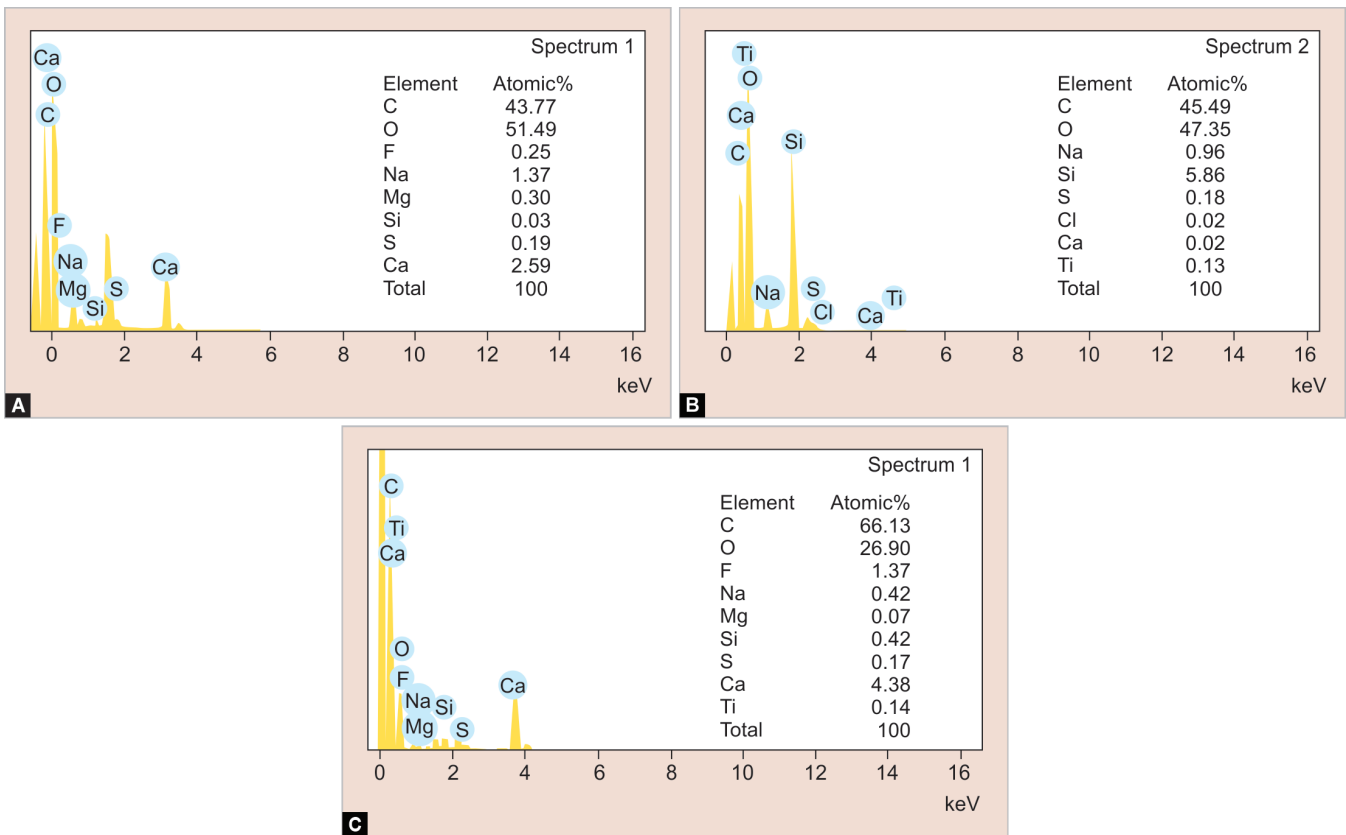 Spectrum 1
Element Atomic%
C 43.77
O 51.49
F 0.25
Na 1.37
Mg 0.30
Si 0.03
S 0.19
Ca 2.59
Total 100
Ca
O
C
F
Na
Mg
Si
S
Ca
0 2 4 6 8 10 12 14 16
keV
A
Spectrum 2
Element Atomic%
C 45.49
O 47.35
Na 0.96
Si 5.86
S 0.18
Cl 0.02
Ca 0.02
Ti 0.13
Total 100
Ti
O
Ca
C
Si
Na
S
Cl
Ca
Ti
0 2 4 6 8 10 12 14 16
keV
B
Spectrum 1
Element Atomic%
C 66.13
O 26.90
F 1.37
Na 0.42
Mg 0.07
Si 0.42
S 0.17
Ca 4.38
Ti 0.14
Total 100
C
Ti
Ca
O
F
Na
Mg
Si
S
Ca
0 2 4 6 8 10 12 14 16
keV
C